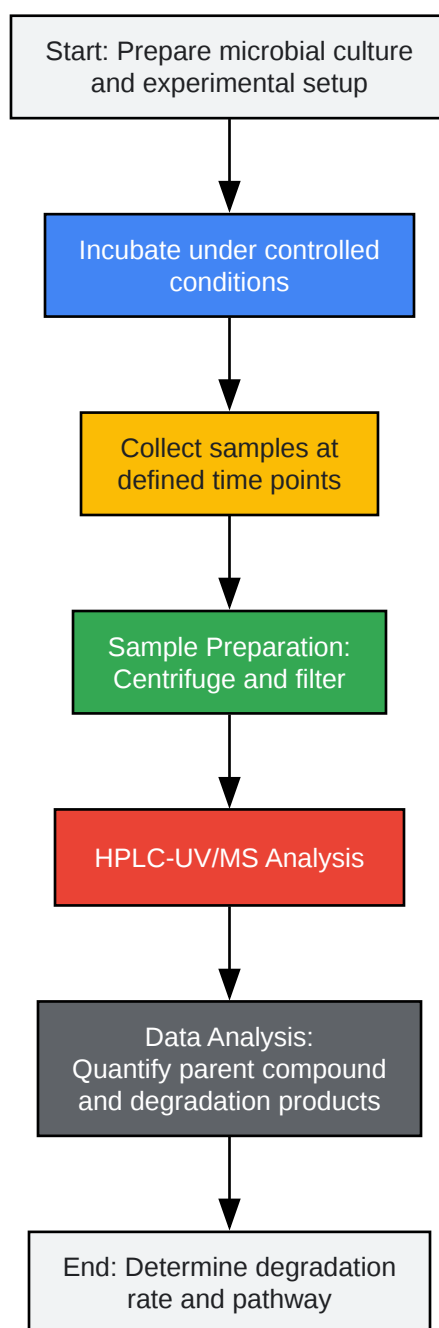 Start: Prepare microbial culture
and experimental setup
Incubate under controlled
conditions
Collect samples at
defined time points
Sample Preparation:
Centrifuge and filter
HPLC-UV/MS Analysis
Data Analysis:
Quantify parent compound
and degradation products
End: Determine degradation
rate and pathway